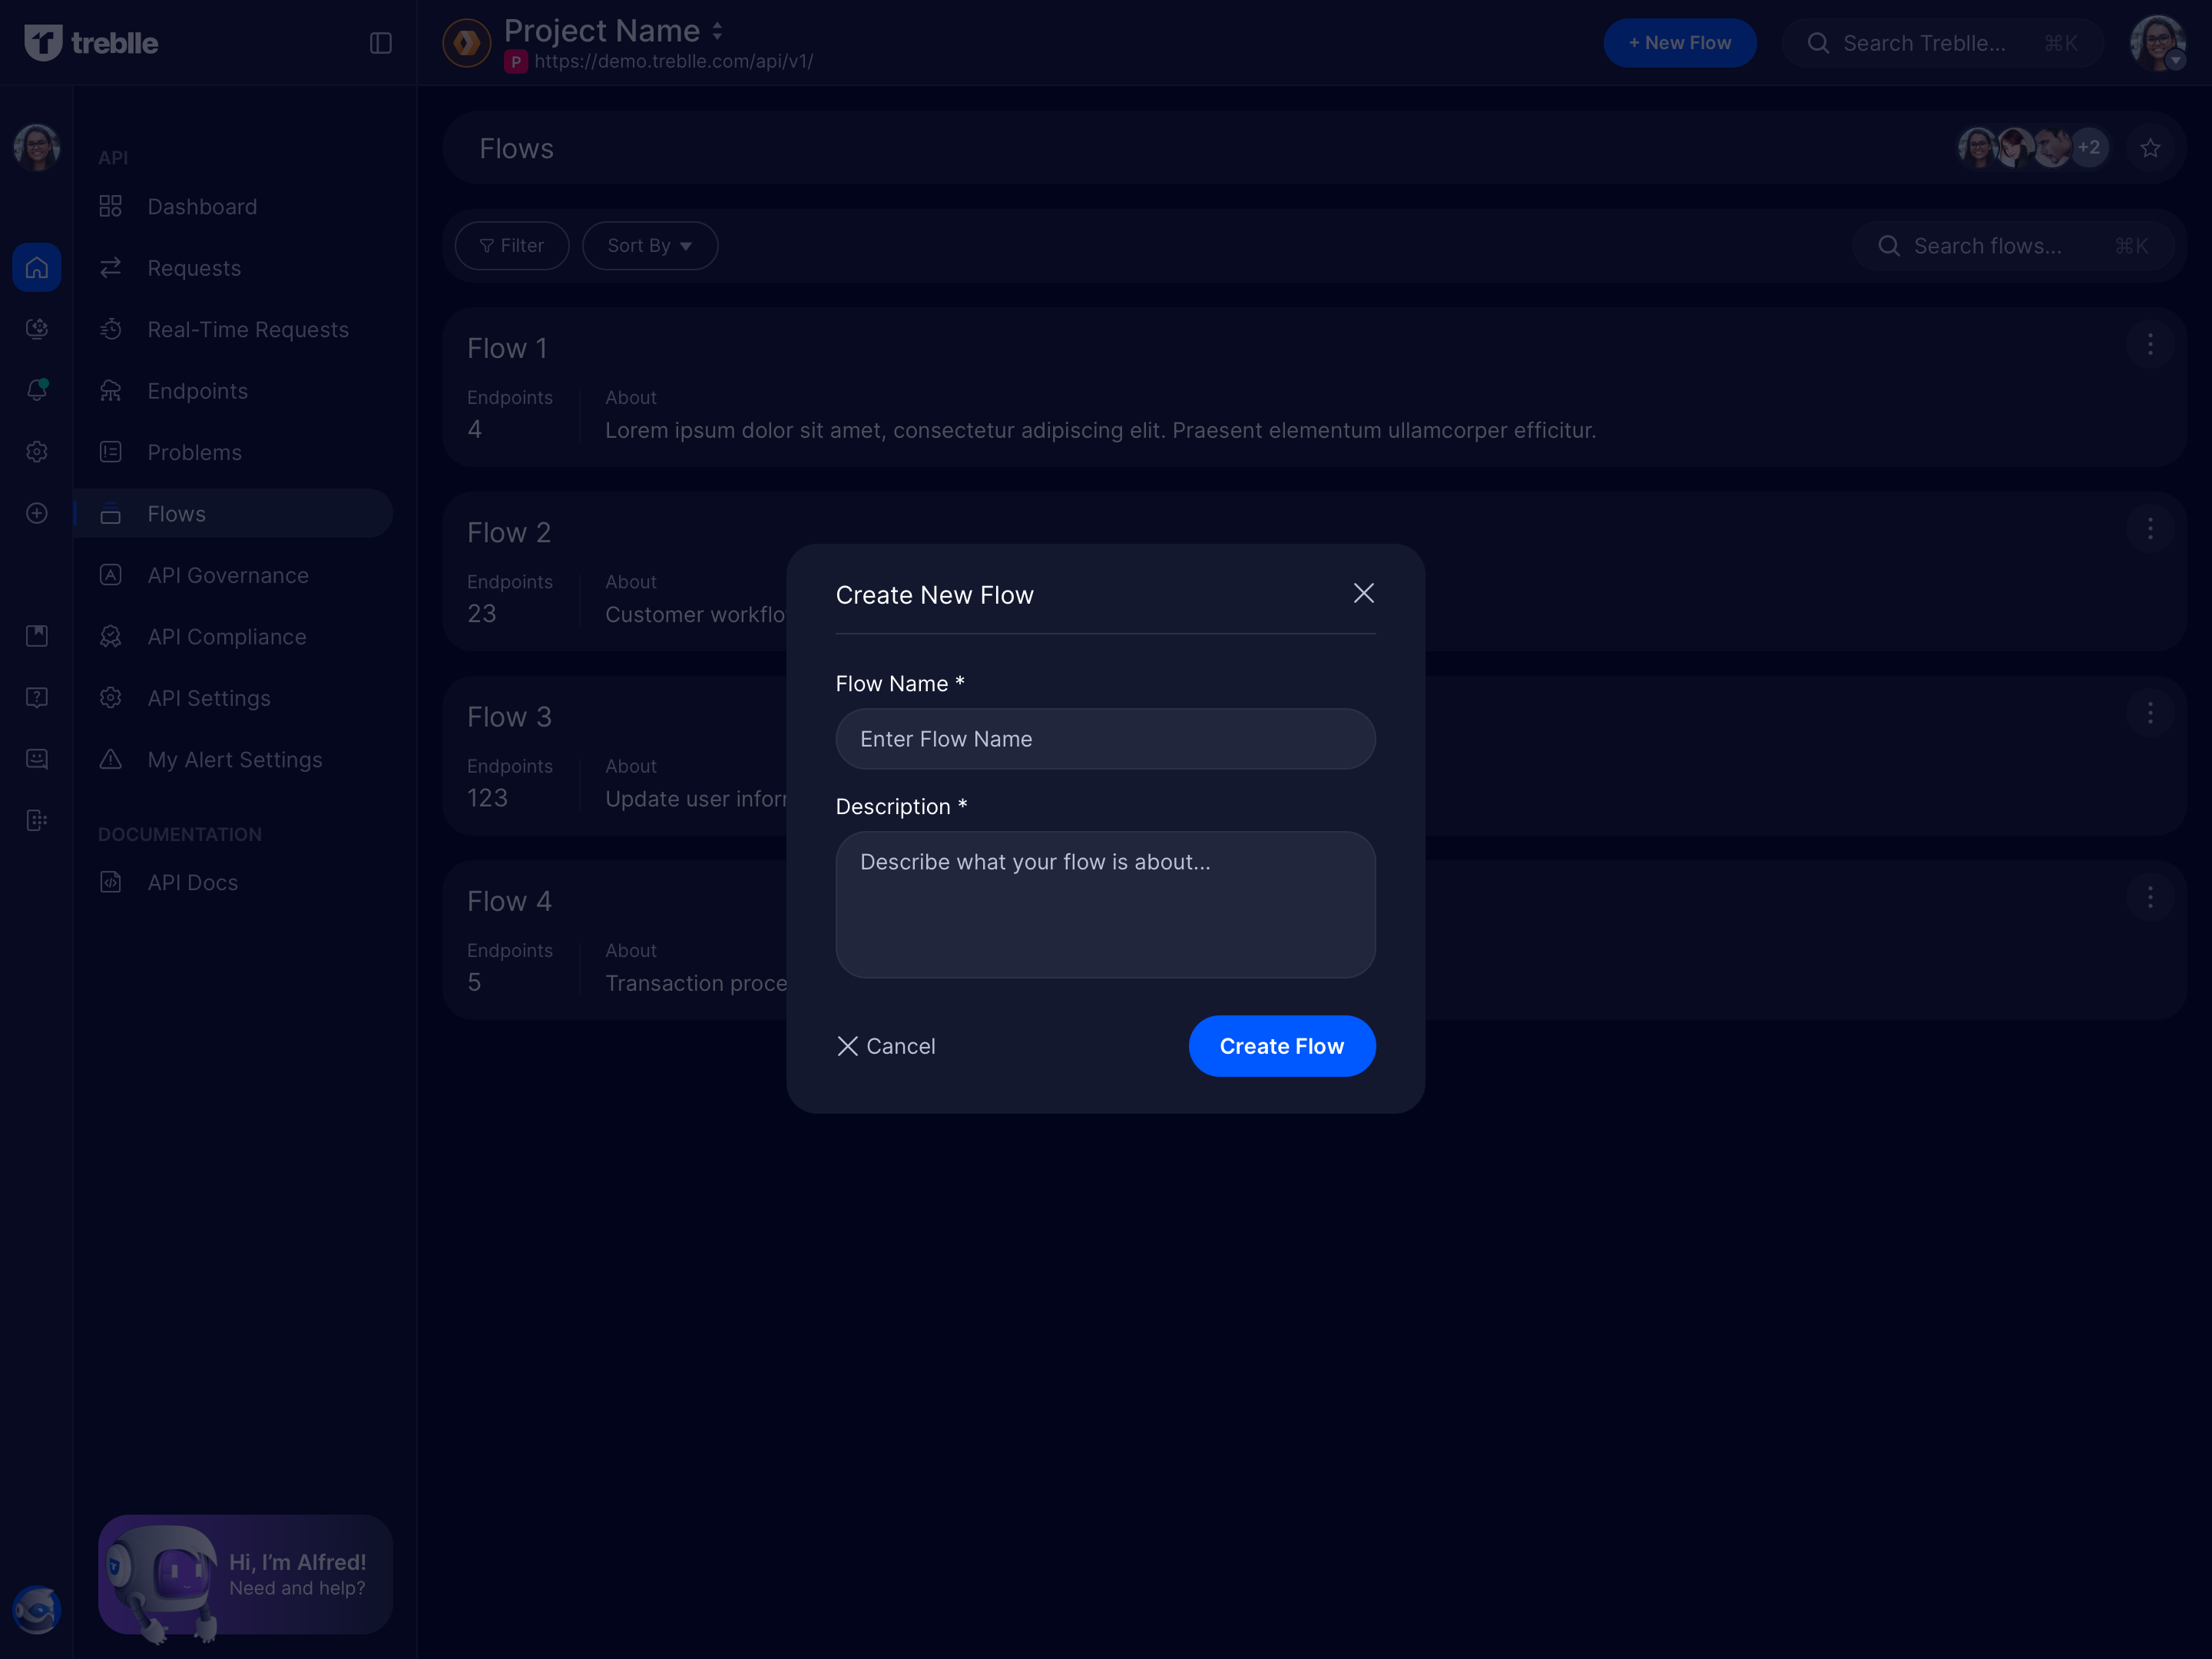 treblle
Project Name
P https://demo.treblle.com/api/v1/
+ New Flow
Search Treblle... ⌘K
API
Dashboard
Requests
Real-Time Requests
Endpoints
Problems
Flows
API Governance
API Compliance
API Settings
My Alert Settings
DOCUMENTATION
API Docs
Hi, I’m Alfred!
Need and help?
Flows
+2
Filter
Sort By
Search flows... ⌘K
Flow 1
Endpoints
4
About
Lorem ipsum dolor sit amet, consectetur adipiscing elit. Praesent elementum ullamcorper efficitur.
Flow 2
Endpoints
23
About
Customer
Flow 3
Endpoints
123
About
Update user
Flow 4
Endpoints
5
About
Transaction
Create New Flow
Flow Name *
Enter Flow Name
Description *
Describe what your flow is about...
Cancel
Create Flow